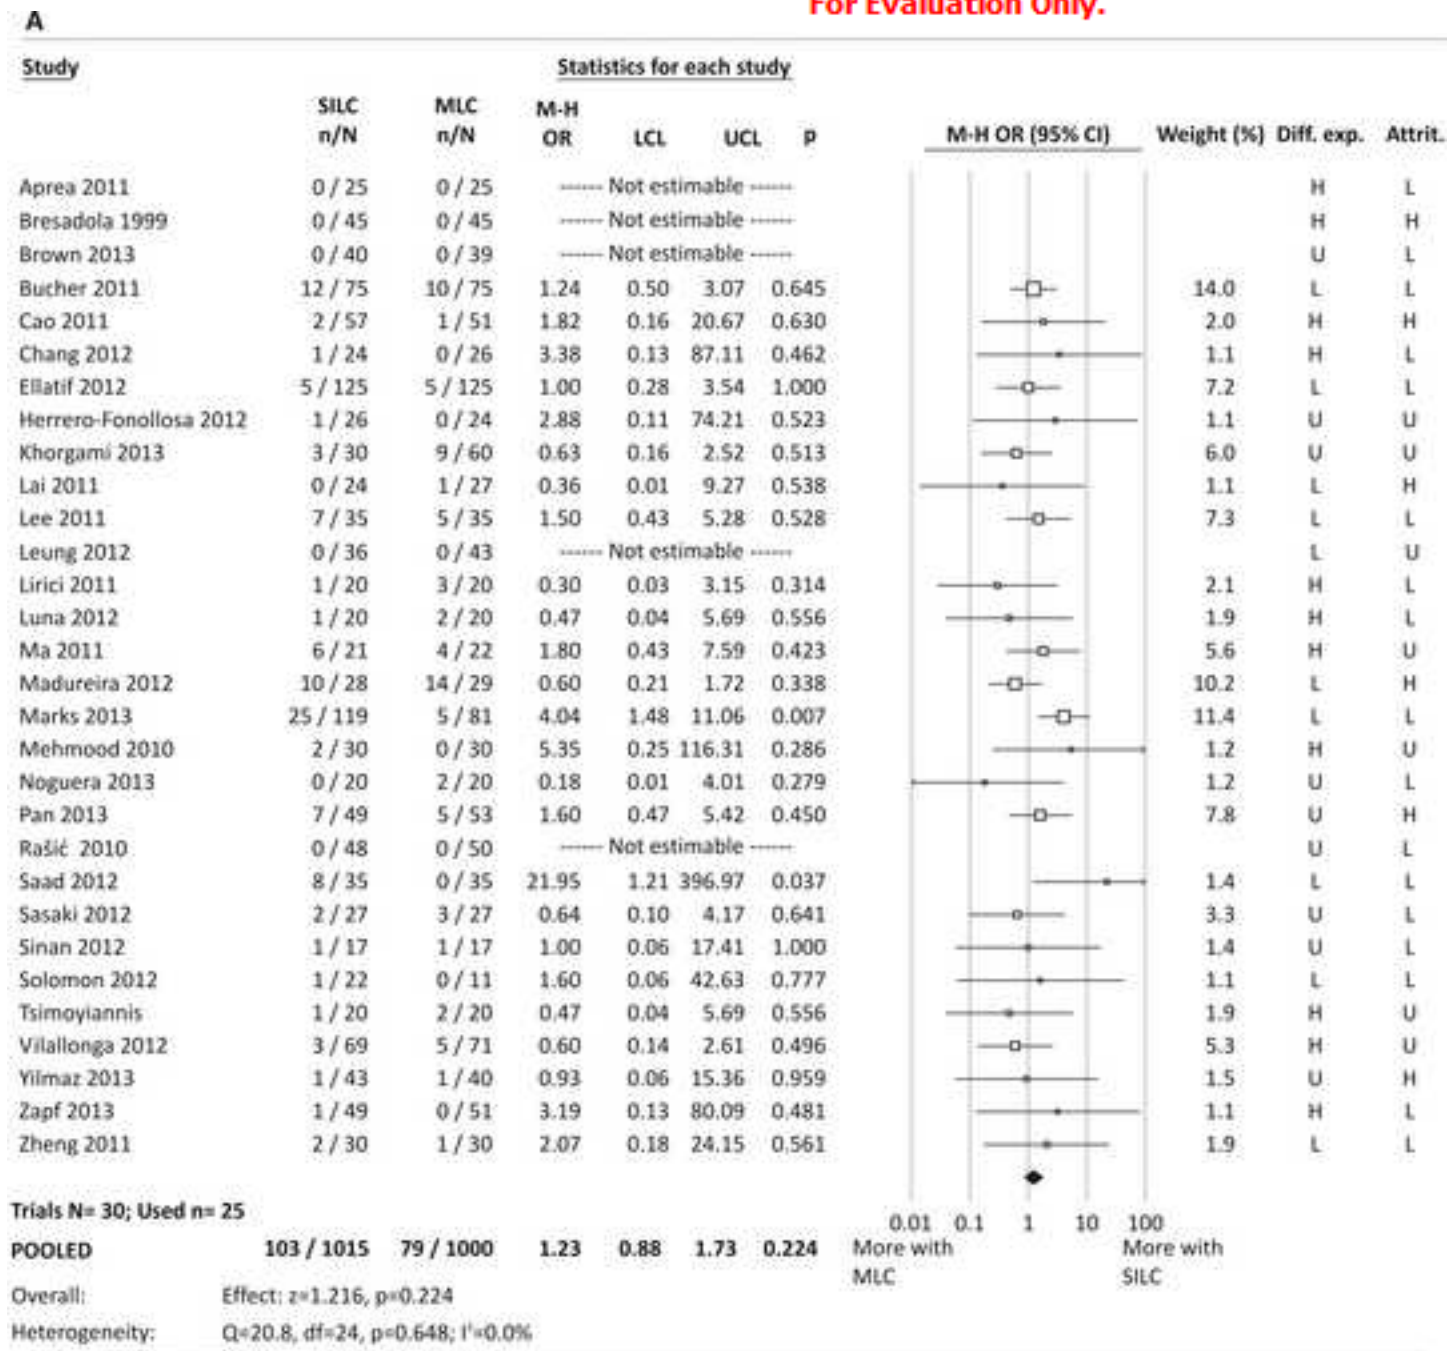 For Evaluation Only.
A
Study Statistics for each study
SILC MLC M-H
n/N n/N OR LCL UCL p M-H OR (95% CI) Weight (%) Diff. exp. Attrit.
Aprea 2011 0 / 25 0 / 25 ------ Not estimable ------ H L
Bresadola 1999 0 / 45 0 / 45 ------ Not estimable ------ H H
Brown 2013 0 / 40 0 / 39 ------ Not estimable ------ U L
Bucher 2011 12 / 75 10 / 75 1.24 0.50 3.07 0.645 14.0 L L
Cao 2011 2 / 57 1 / 51 1.82 0.16 20.67 0.630 2.0 H H
Chang 2012 1 / 24 0 / 26 3.38 0.13 87.11 0.462 1.1 H L
Ellatif 2012 5 / 125 5 / 125 1.00 0.28 3.54 1.000 7.2 L L
Herrero-Fonollosa 2012 1 / 26 0 / 24 2.88 0.11 74.21 0.523 1.1 U U
Khorgami 2013 3 / 30 9 / 60 0.63 0.16 2.52 0.513 6.0 U U
Lai 2011 0 / 24 1 / 27 0.36 0.01 9.27 0.538 1.1 L H
Lee 2011 7 / 35 5 / 35 1.50 0.43 5.28 0.528 7.3 L L
Leung 2012 0 / 36 0 / 43 ------ Not estimable ------ L U
Lirici 2011 1 / 20 3 / 20 0.30 0.03 3.15 0.314 2.1 H L
Luna 2012 1 / 20 2 / 20 0.47 0.04 5.69 0.556 1.9 H L
Ma 2011 6 / 21 4 / 22 1.80 0.43 7.59 0.423 5.6 H U
Madureira 2012 10 / 28 14 / 29 0.60 0.21 1.72 0.338 10.2 L H
Marks 2013 25 / 119 5 / 81 4.04 1.48 11.06 0.007 11.4 L L
Mehmood 2010 2 / 30 0 / 30 5.35 0.25 116.31 0.286 1.2 H U
Noguera 2013 0 / 20 2 / 20 0.18 0.01 4.01 0.279 1.2 U L
Pan 2013 7 / 49 5 / 53 1.60 0.47 5.42 0.450 7.8 U H
Rašić 2010 0 / 48 0 / 50 ------ Not estimable ------ U L
Saad 2012 8 / 35 0 / 35 21.95 1.21 396.97 0.037 1.4 L L
Sasaki 2012 2 / 27 3 / 27 0.64 0.10 4.17 0.641 3.3 U L
Sinan 2012 1 / 17 1 / 17 1.00 0.06 17.41 1.000 1.4 U L
Solomon 2012 1 / 22 0 / 11 1.60 0.06 42.63 0.777 1.1 L L
Tsimoyiannis 1 / 20 2 / 20 0.47 0.04 5.69 0.556 1.9 H U
Vilallonga 2012 3 / 69 5 / 71 0.60 0.14 2.61 0.496 5.3 H U
Yilmaz 2013 1 / 43 1 / 40 0.93 0.06 15.36 0.959 1.5 U H
Zapf 2013 1 / 49 0 / 51 3.19 0.13 80.09 0.481 1.1 H L
Zheng 2011 2 / 30 1 / 30 2.07 0.18 24.15 0.561 1.9 L L
Trials N= 30; Used n= 25
0.01 0.1 1 10 100
POOLED 103 / 1015 79 / 1000 1.23 0.88 1.73 0.224 More with More with
MLC SILC
Overall: Effect: z=1.216, p=0.224
Heterogeneity: Q=20.8, df=24, p=0.648; I²=0.0%